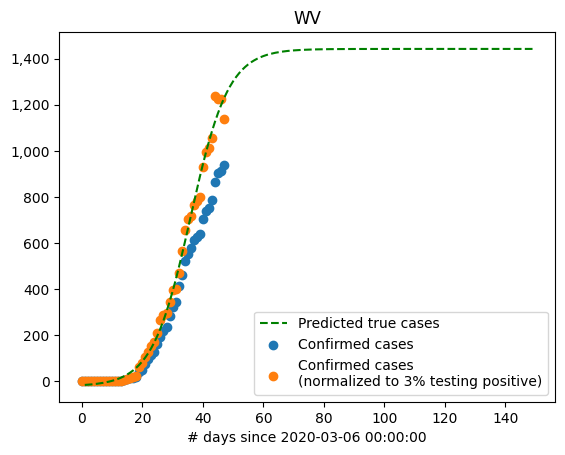 WV
1,400
1,200
1,000
800
600
400
200
0
Predicted true cases
Confirmed cases
Confirmed cases
(normalized to 3% testing positive)
0 20 40 60 80 100 120 140
# days since 2020-03-06 00:00:00